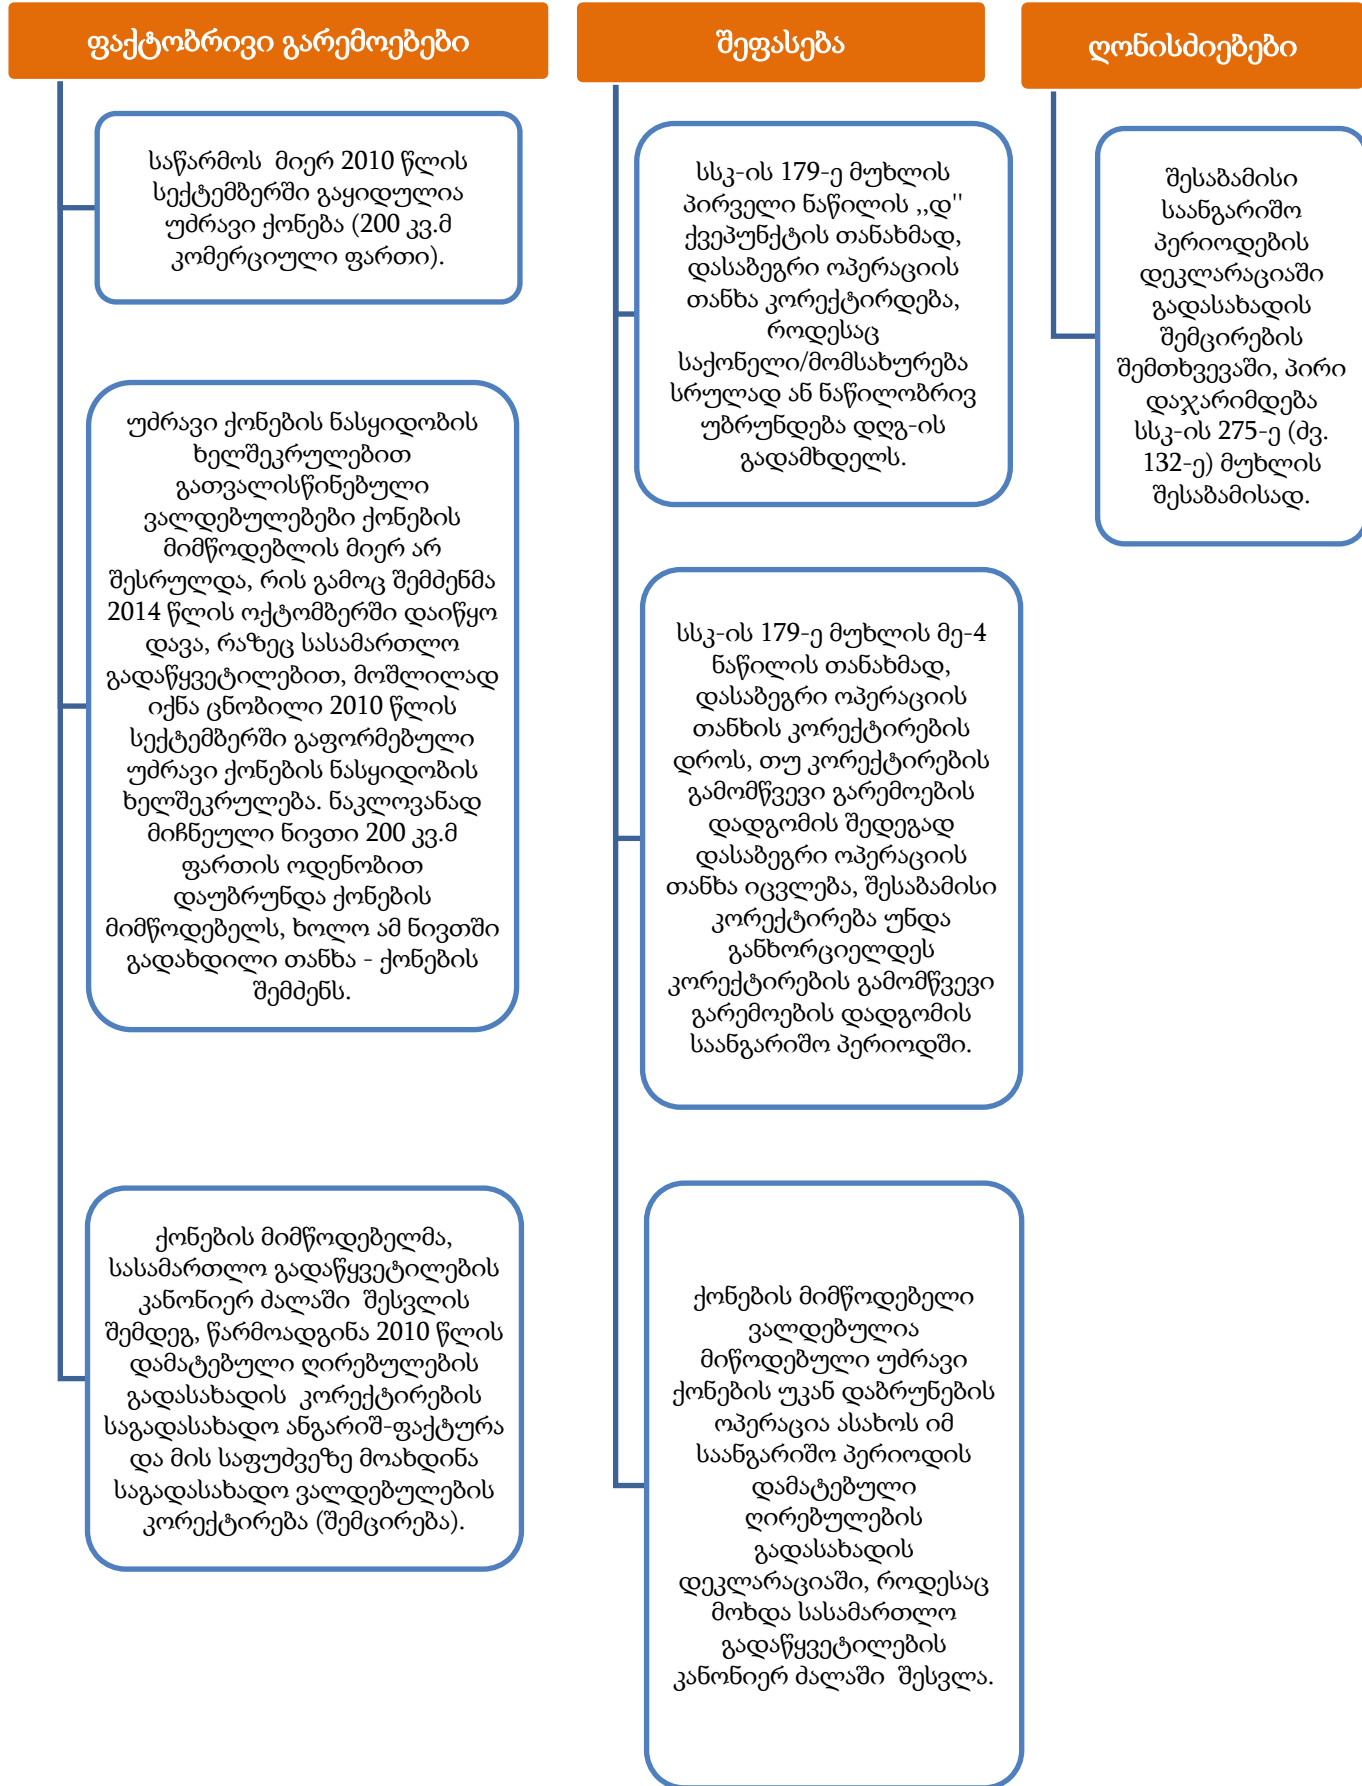 ფაქტობრივი გარემოებები
საწარმოს მიერ 2010 წლის
სექტემბერში გაყიდულია
უძრავი ქონება (200 კვ.მ
კომერციული ფართი).
უძრავი ქონების ნასყიდობის
ხელშეკრულებით
გათვალისწინებული
ვალდებულებები ქონების
მიმწოდებლის მიერ არ
შესრულდა, რის გამოც შემძენმა
2014 წლის ოქტომბერში დაიწყო
დავა, რაზეც სასამართლო
გადაწყვეტილებით, მოშლილად
იქნა ცნობილი 2010 წლის
სექტემბერში გაფორმებული
უძრავი ქონების ნასყიდობის
ხელშეკრულება. ნაკლოვანად
მიჩნეული ნივთი 200 კვ.მ
ფართის ოდენობით
დაუბრუნდა ქონების
მიმწოდებელს, ხოლო ამ ნივთში
გადახდილი თანხა - ქონების
შემძენს.
ქონების მიმწოდებელმა,
სასამართლო გადაწყვეტილების
კანონიერ ძალაში შესვლის
შემდეგ, წარმოადგინა 2010 წლის
დამატებული ღირებულების
გადასახადის კორექტირების
საგადასახადო ანგარიშ-ფაქტურა
და მის საფუძვეზე მოახდინა
საგადასახადო ვალდებულების
კორექტირება (შემცირება).
შეფასება
სსკ-ის 179-ე მუხლის
პირველი ნაწილის ,,დ''
ქვეპუნქტის თანახმად,
დასაბეგრი ოპერაციის
თანხა კორექტირდება,
როდესაც
საქონელი/მომსახურება
სრულად ან ნაწილობრივ
უბრუნდება დღგ-ის
გადამხდელს.
სსკ-ის 179-ე მუხლის მე-4
ნაწილის თანახმად,
დასაბეგრი ოპერაციის
თანხის კორექტირების
დროს, თუ კორექტირების
გამომწვევი გარემოების
დადგომის შედეგად
დასაბეგრი ოპერაციის
თანხა იცვლება, შესაბამისი
კორექტირება უნდა
განხორციელდეს
კორექტირების გამომწვევი
გარემოების დადგომის
საანგარიშო პერიოდში.
ქონების მიმწოდებელი
ვალდებულია
მიწოდებული უძრავი
ქონების უკან დაბრუნების
ოპერაცია ასახოს იმ
საანგარიშო პერიოდის
დამატებული
ღირებულების
გადასახადის
დეკლარაციაში, როდესაც
მოხდა სასამართლო
გადაწყვეტილების
კანონიერ ძალაში შესვლა.
ღონისძიებები
შესაბამისი
საანგარიშო
პერიოდების
დეკლარაციაში
გადასახადის
შემცირების
შემთხვევაში, პირი
დაჯარიმდება
სსკ-ის 275-ე (ძვ.
132-ე) მუხლის
შესაბამისად.